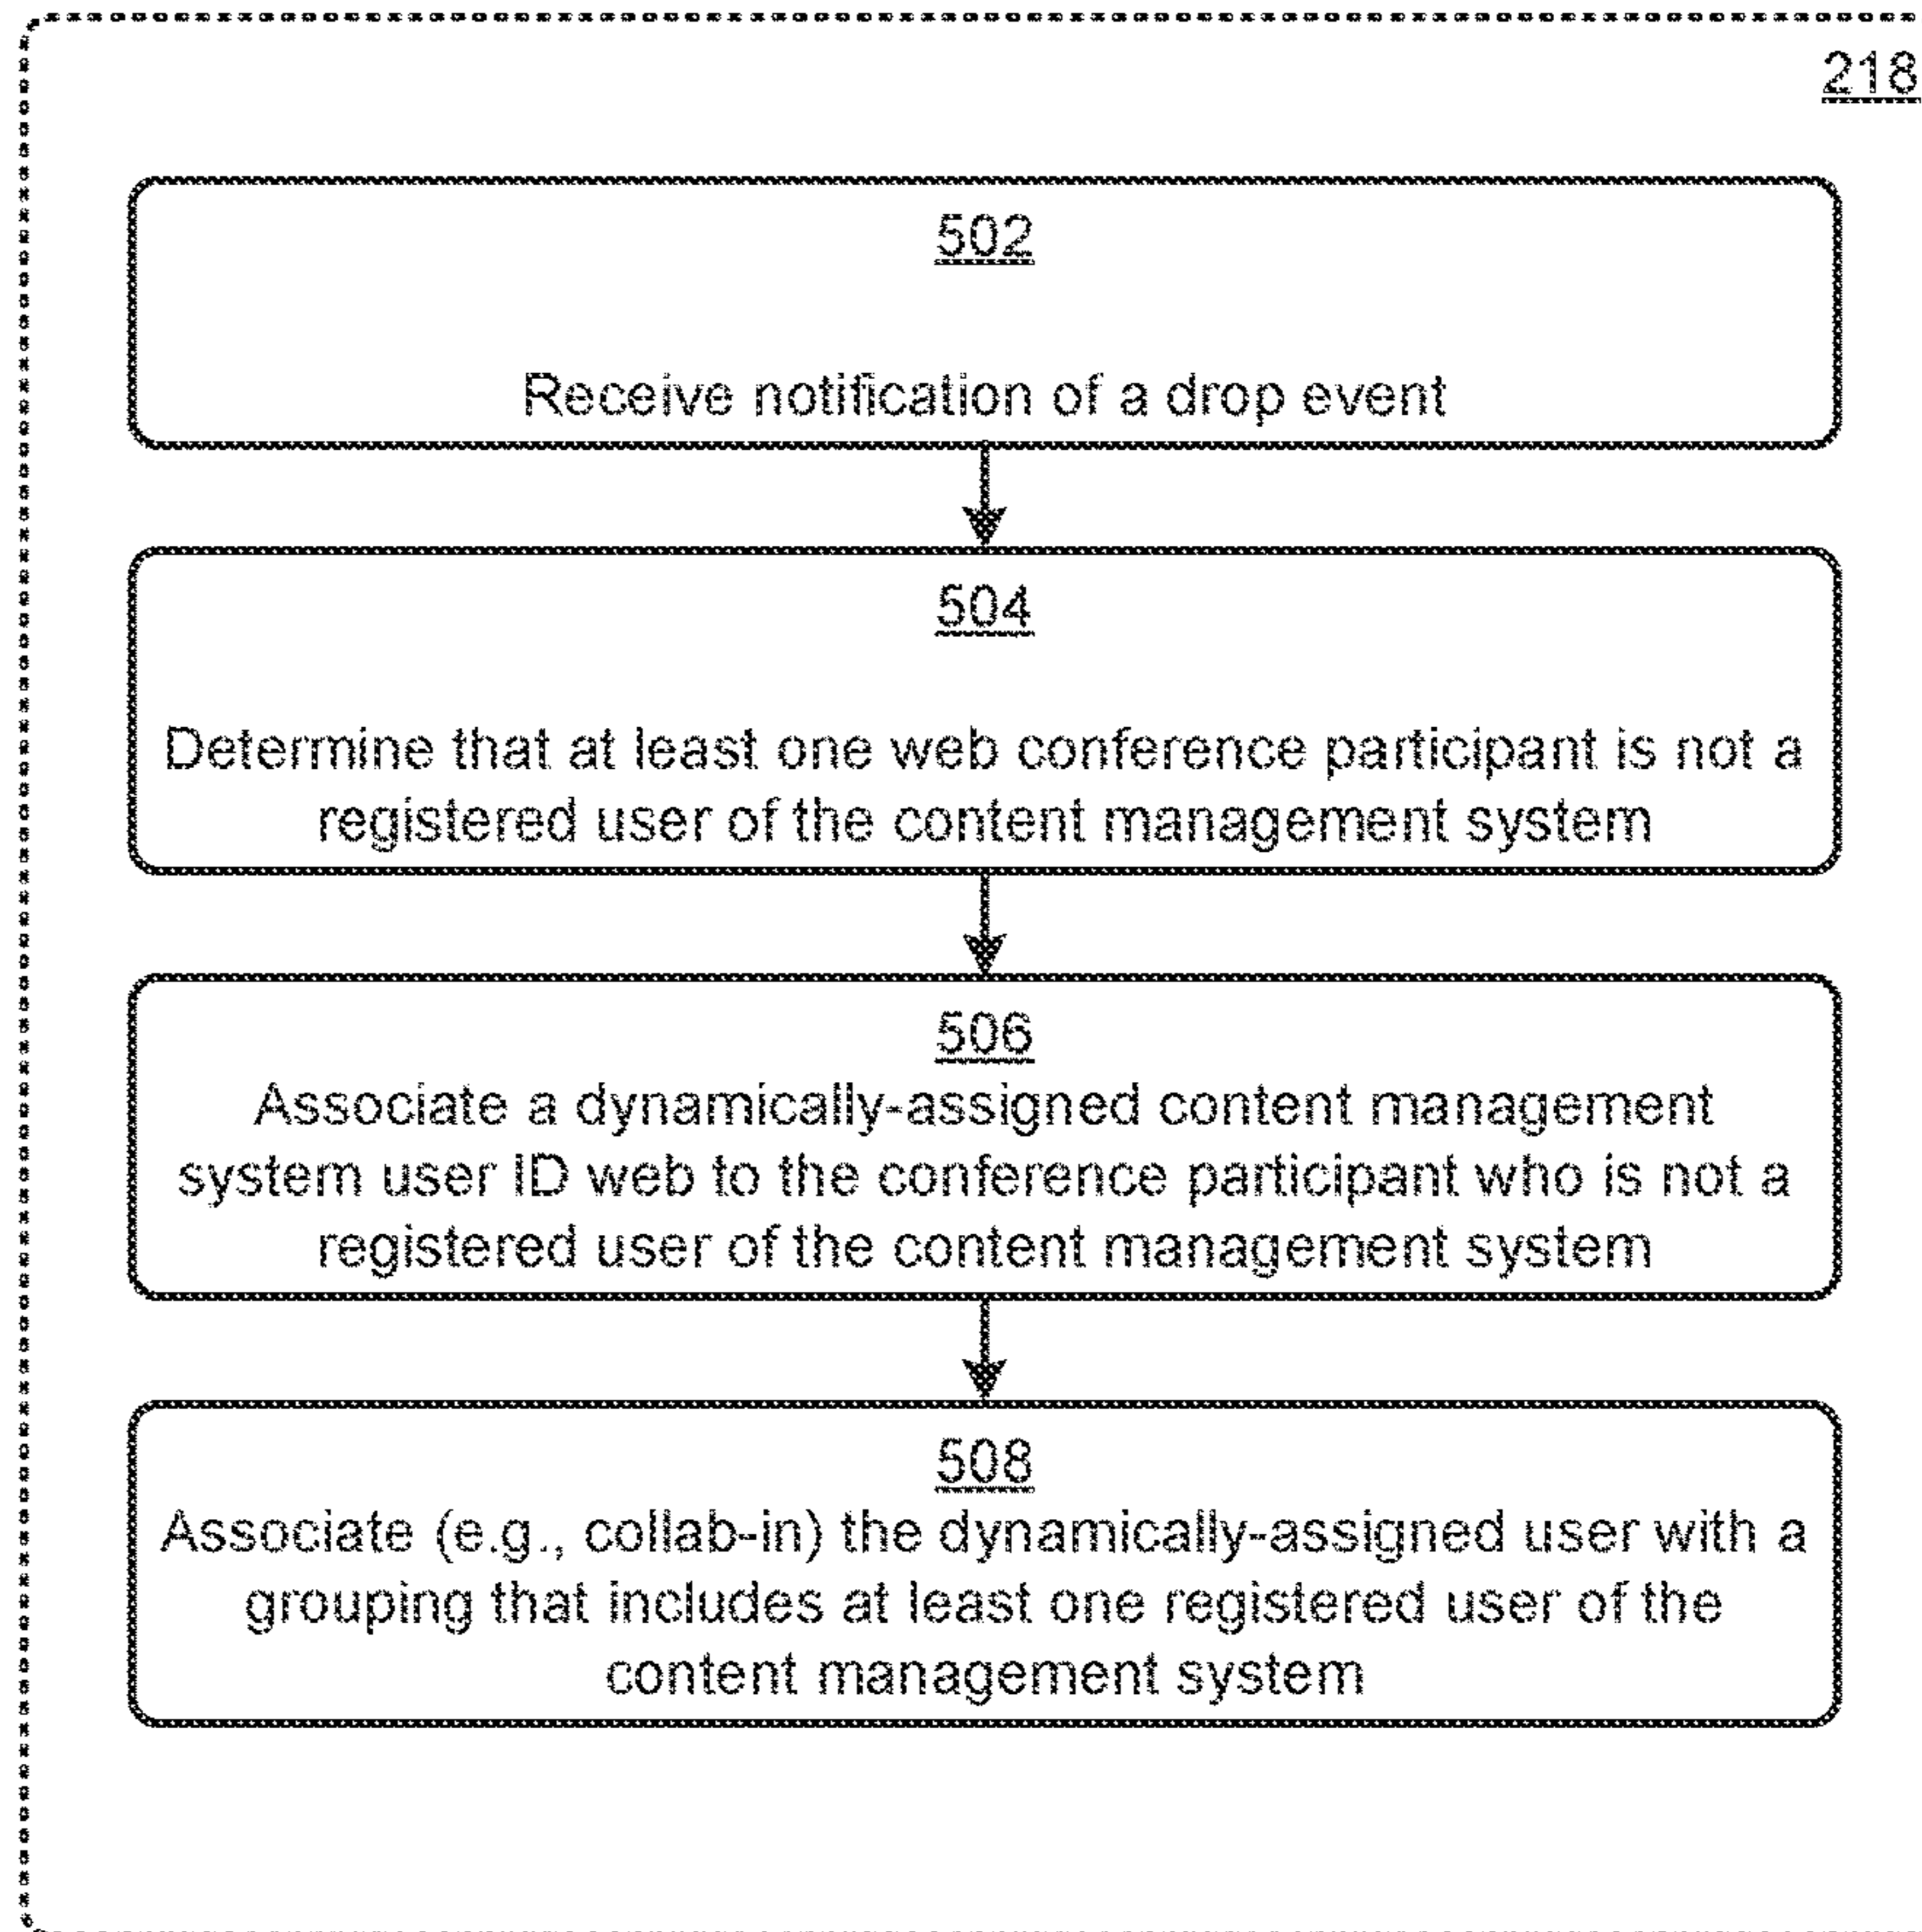 218
502
Receive notification of a drop event
504
Determine that at least one web conference participant is not a
registered user of the content management system
506
Associate a dynamically-assigned content management
system user ID web to the conference participant who is not a
registered user of the content management system
508
Associate (e.g., collab-in) the dynamically-assigned user with a
grouping that includes at least one registered user of the
content management system